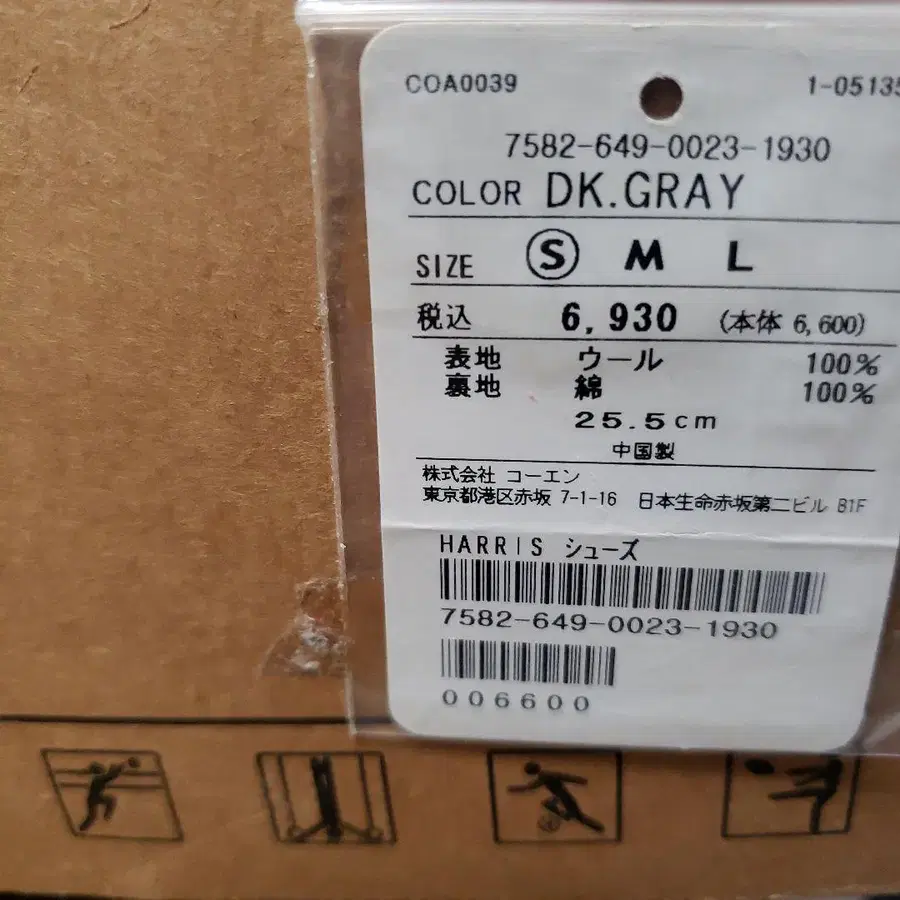 COA0039 1-05135
7582-649-0023-1930
COLOR DK.GRAY
SIZE S M L
税込 6,930 (本体 6,600)
表地 ウール 100%
裏地 綿 100%
25.5cm
中国製
株式会社 コーエン
東京都港区赤坂 7-1-16 日本生命赤坂第二ビル B1F
HARRIS シューズ
7582-649-0023-1930
006600